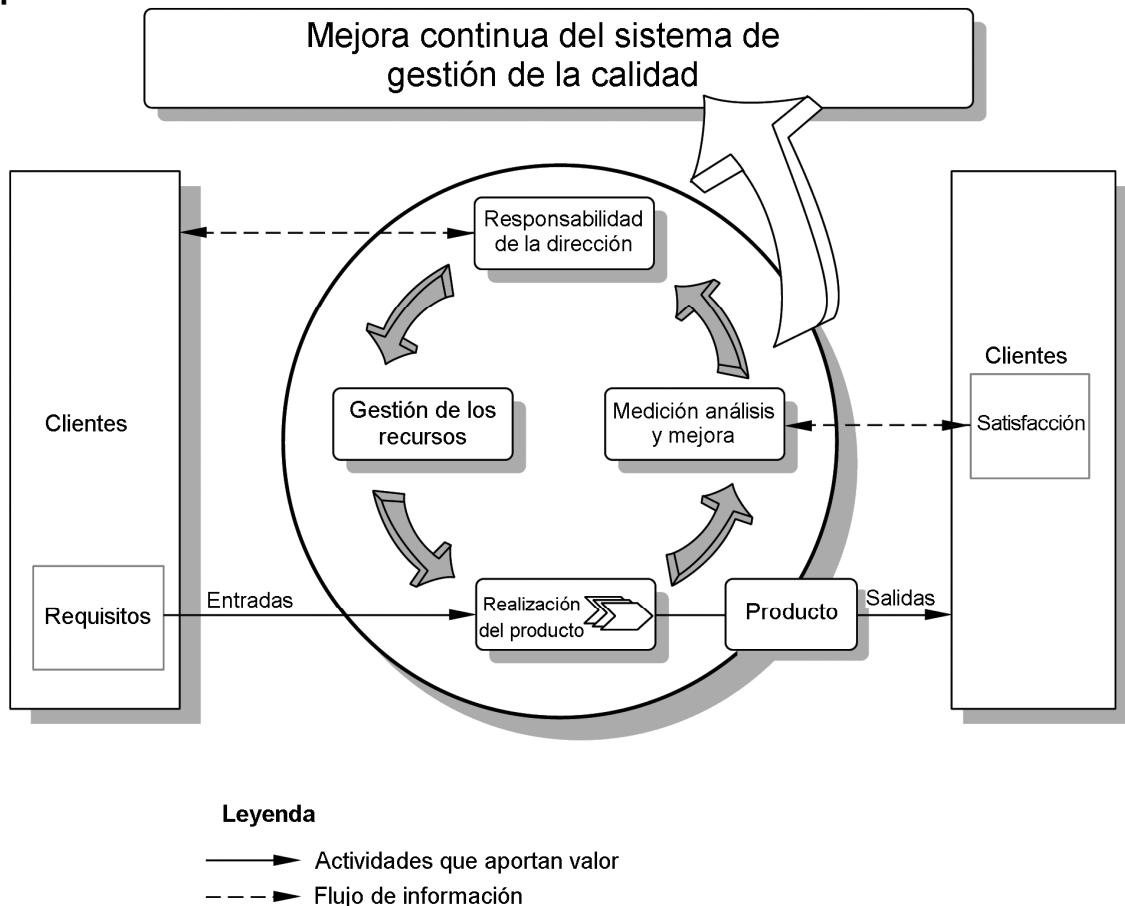 Mejora continua del sistema de
gestión de la calidad
Responsabilidad
de la dirección
Clientes
Gestión de los
recursos
Medición análisis
y mejora
Clientes
Satisfacción
Requisitos
Entradas
Realización
del producto
Producto
Salidas
Leyenda
Actividades que aportan valor
Flujo de información